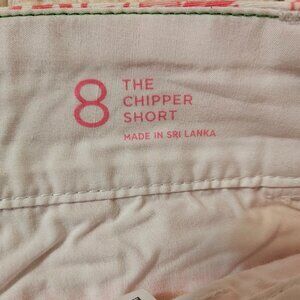 8 THE
CHIPPER
SHORT
MADE IN SRI LANKA